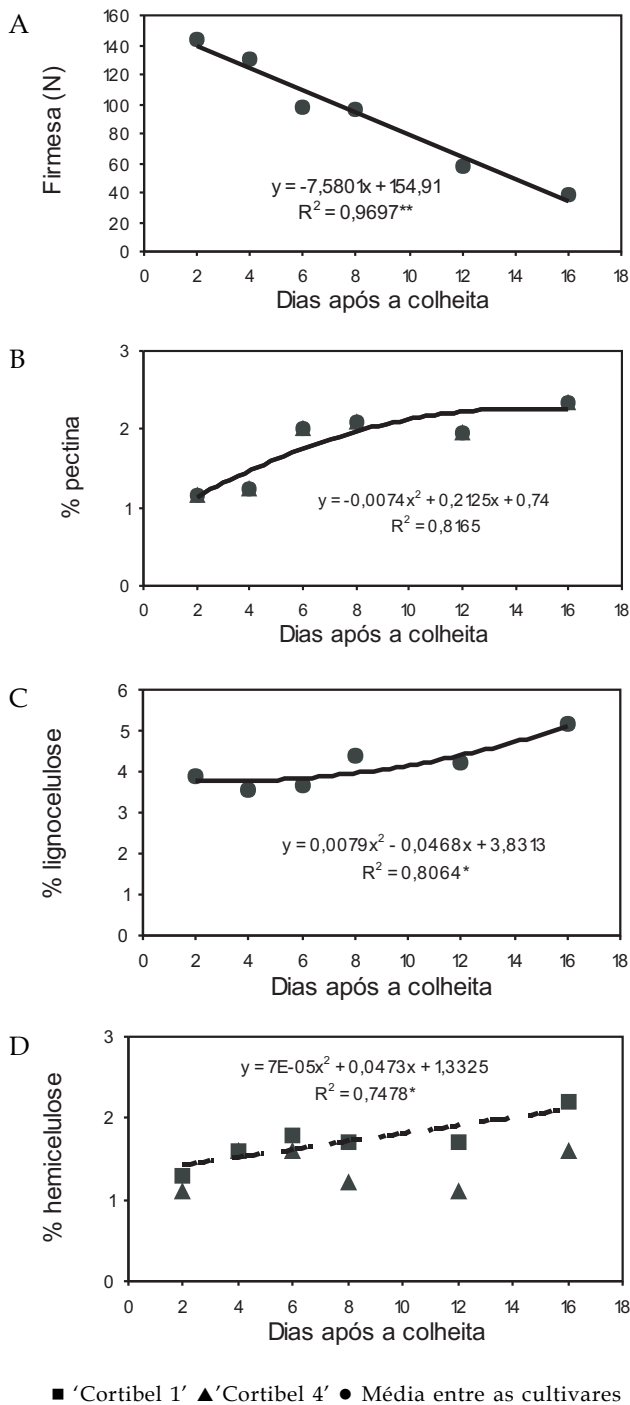 A
160
140
120
100
80
60
40
20
0
Firmesa (N)
y = -7,5801x + 154,91
R² = 0,9697**
0 2 4 6 8 10 12 14 16 18
Dias após a colheita
B
3
2
1
0
% pectina
y = -0,0074x² + 0,2125x + 0,74
R² = 0,8165
0 2 4 6 8 10 12 14 16 18
Dias após a colheita
C
6
5
4
3
2
1
0
% lignocelulose
y = 0,0079x² - 0,0468x + 3,8313
R² = 0,8064*
0 2 4 6 8 10 12 14 16 18
Dias após a colheita
D
3
2
1
0
% hemicelulose
y = 7E-05x² + 0,0473x + 1,3325
R² = 0,7478*
0 2 4 6 8 10 12 14 16 18
Dias após a colheita
■ 'Cortibel 1' ▲'Cortibel 4' ● Média entre as cultivares